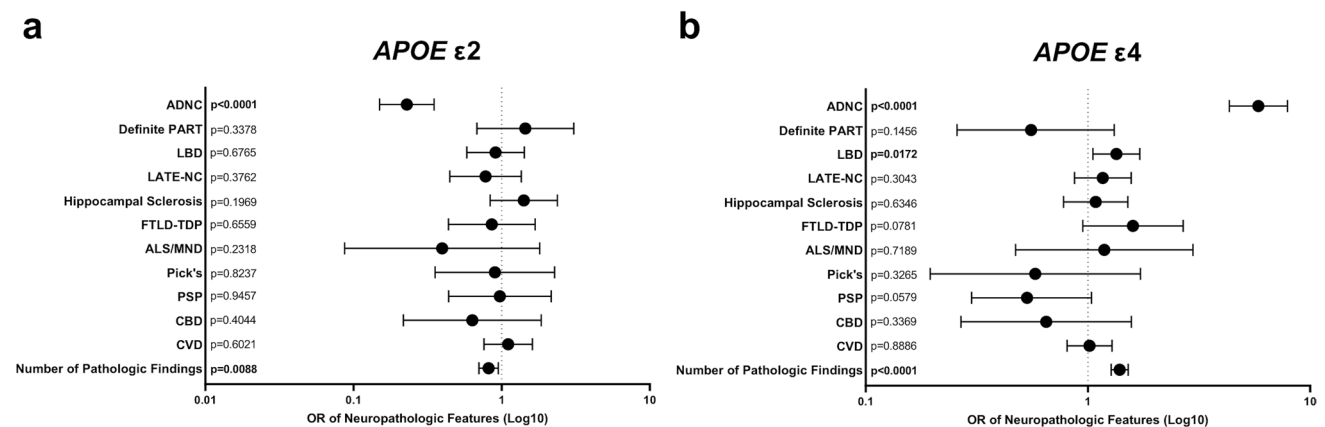 a
APOE ε2
ADNC p<0.0001
Definite PART p=0.3378
LBD p=0.6765
LATE-NC p=0.3762
Hippocampal Sclerosis p=0.1969
FTLD-TDP p=0.6559
ALS/MND p=0.2318
Pick's p=0.8237
PSP p=0.9457
CBD p=0.4044
CVD p=0.6021
Number of Pathologic Findings p=0.0088
0.01 0.1 1 10
OR of Neuropathologic Features (Log10)
b
APOE ε4
ADNC p<0.0001
Definite PART p=0.1456
LBD p=0.0172
LATE-NC p=0.3043
Hippocampal Sclerosis p=0.6346
FTLD-TDP p=0.0781
ALS/MND p=0.7189
Pick's p=0.3265
PSP p=0.0579
CBD p=0.3369
CVD p=0.8886
Number of Pathologic Findings p<0.0001
0.1 1 10
OR of Neuropathologic Features (Log10)